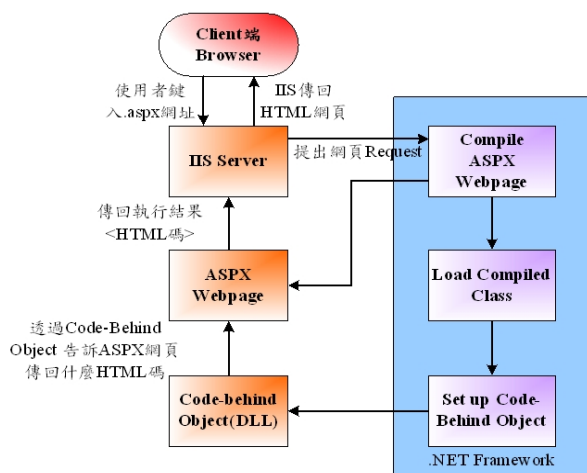 Client端
Browser
使用者鍵
入.aspx網址
IIS傳回
HTML網頁
IIS Server
提出網頁Request
Compile
ASPX
Webpage
傳回執行結果
<HTML碼>
ASPX
Webpage
Load Compiled
Class
透過Code-Behind
Object 告訴ASPX網頁
傳回什麼HTML碼
Code-behind
Object(DLL)
Set up Code-
Behind Object
.NET Framework